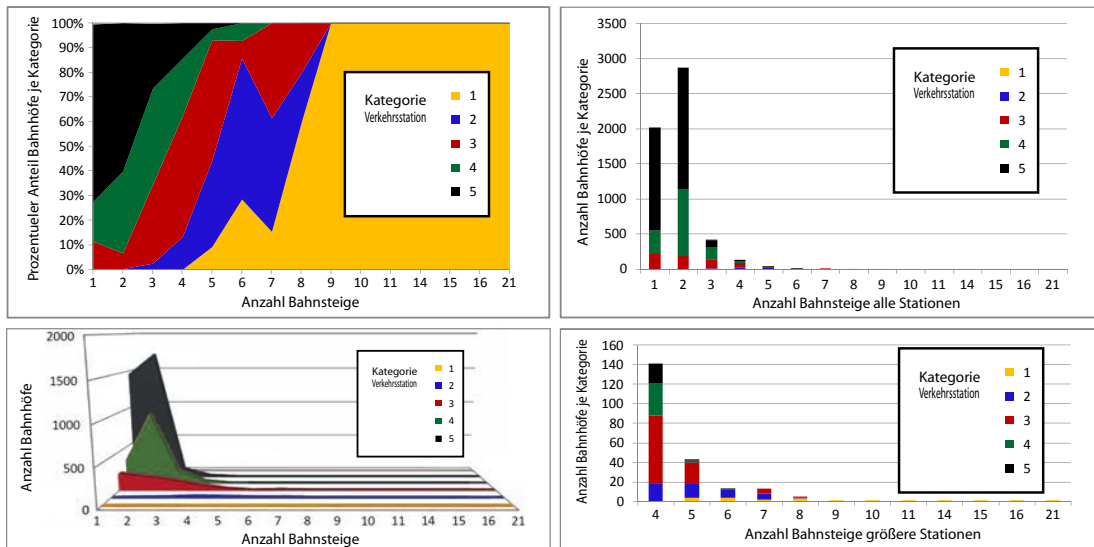 Prozentueler Anteil Bahnhöfe je Kategorie
100%
90%
80%
70%
60%
50%
40%
30%
20%
10%
0%
1 2 3 4 5 6 7 8 9 10 11 14 15 16 21
Anzahl Bahnsteige
Kategorie
Verkehrsstation
1
2
3
4
5
Anzahl Bahnhöfe je Kategorie
3500
3000
2500
2000
1500
1000
500
0
1 2 3 4 5 6 7 8 9 10 11 14 15 16 21
Anzahl Bahnsteige alle Stationen
Kategorie
Verkehrsstation
1
2
3
4
5
Anzahl Bahnhöfe
2000
1500
1000
500
0
1 2 3 4 5 6 7 8 9 10 11 14 15 16 21
Anzahl Bahnsteige
Kategorie
Verkehrsstation
1
2
3
4
5
Anzahl Bahnhöfe je Kategorie
160
140
120
100
80
60
40
20
0
4 5 6 7 8 9 10 11 14 15 16 21
Anzahl Bahnsteige größere Stationen
Kategorie
Verkehrsstation
1
2
3
4
5